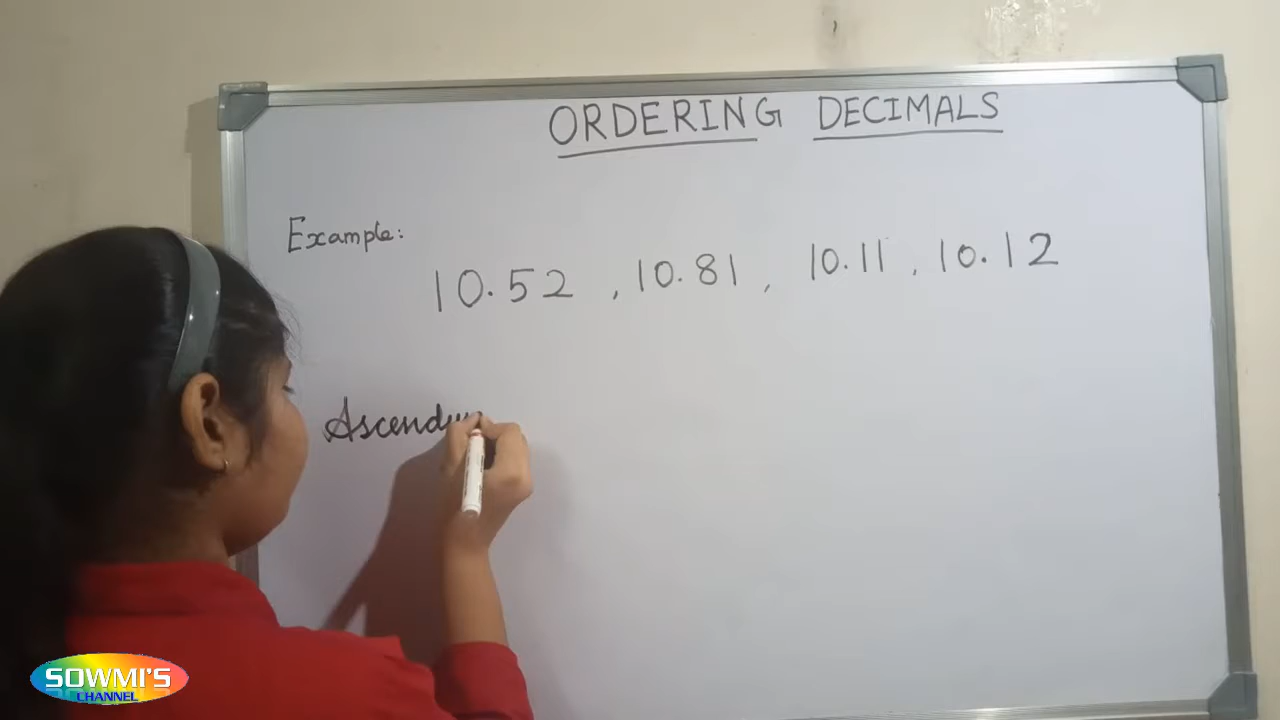 ORDERING DECIMALS
Example:
10.52 , 10.81 , 10.11 , 10.12
SOWMI'S
CHANNEL